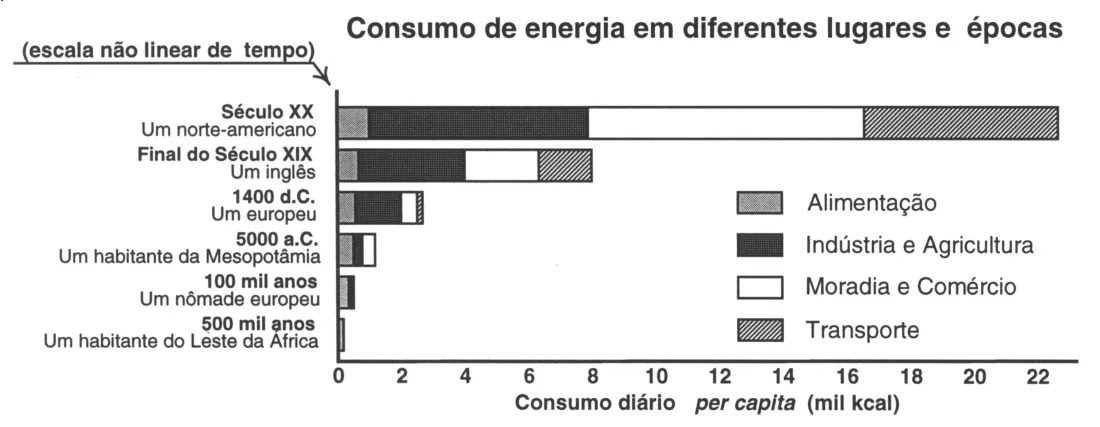 Consumo de energia em diferentes lugares e épocas
(escala não linear de tempo)
Século XX
Um norte-americano
Final do Século XIX
Um inglês
1400 d.C.
Um europeu
5000 a.C.
Um habitante da Mesopotâmia
100 mil anos
Um nômade europeu
500 mil anos
Um habitante do Leste da África
Alimentação
Indústria e Agricultura
Moradia e Comércio
Transporte
0 2 4 6 8 10 12 14 16 18 20 22
Consumo diário per capita (mil kcal)